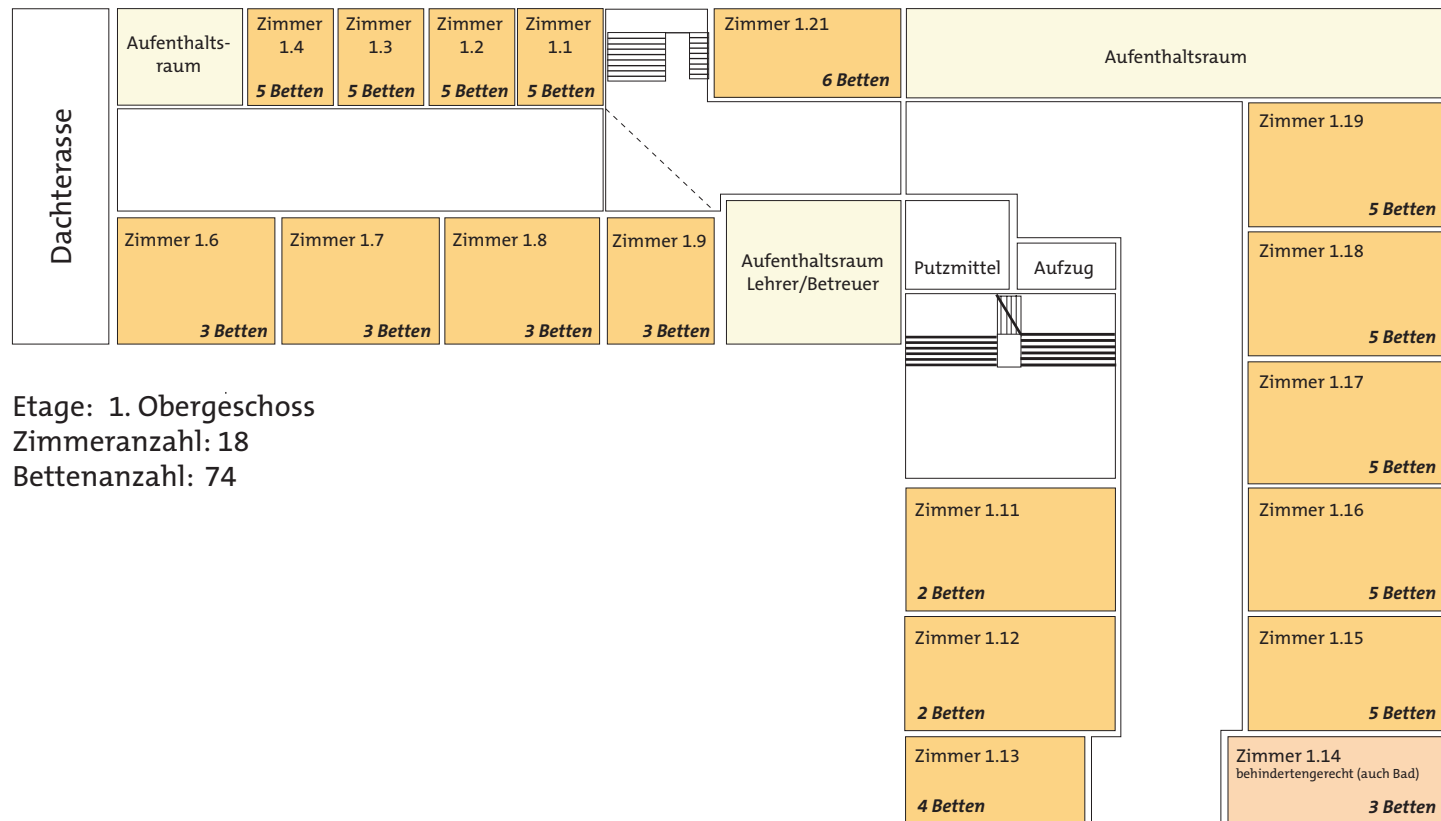 Dachterasse
Aufenthalts-
raum
Zimmer
1.4
5 Betten
Zimmer
1.3
5 Betten
Zimmer
1.2
5 Betten
Zimmer
1.1
5 Betten
Zimmer 1.21
6 Betten
Aufenthaltsraum
Zimmer 1.19
5 Betten
Zimmer 1.6
3 Betten
Zimmer 1.7
3 Betten
Zimmer 1.8
3 Betten
Zimmer 1.9
3 Betten
Aufenthaltsraum
Lehrer/Betreuer
Putzmittel
Aufzug
Zimmer 1.18
5 Betten
Zimmer 1.17
5 Betten
Etage: 1. Obergeschoss
Zimmeranzahl: 18
Bettenanzahl: 74
Zimmer 1.11
2 Betten
Zimmer 1.16
5 Betten
Zimmer 1.12
2 Betten
Zimmer 1.15
5 Betten
Zimmer 1.13
4 Betten
Zimmer 1.14
behindertengerecht (auch Bad)
3 Betten